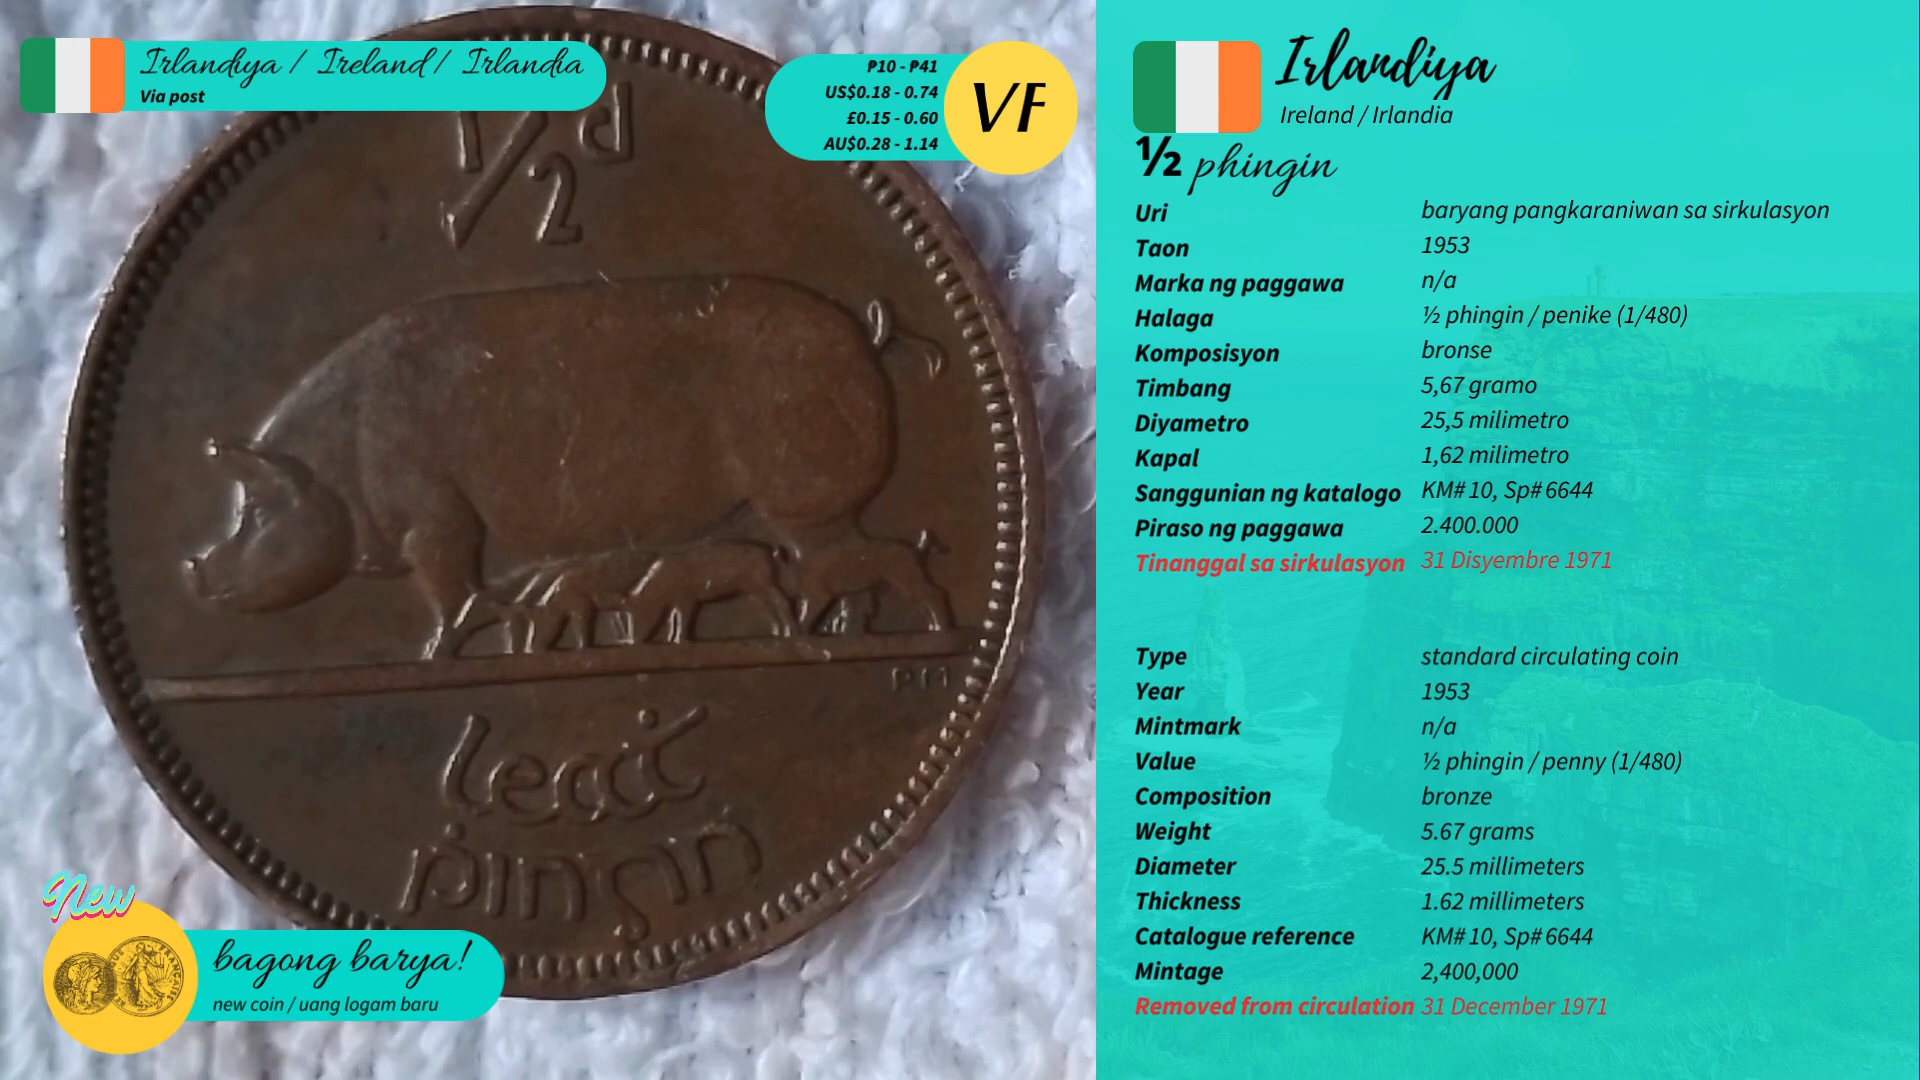 Irlandiya / Ireland / Irlandia
Via post
₱10 - ₱41
US$0.18 - 0.74
£0.15 - 0.60
AU$0.28 - 1.14
VF
½d
PM
leaṫ
ṗinġin
New
bagong barya!
new coin / uang logam baru
Irlandiya
Ireland / Irlandia
½ phingin
Uri baryang pangkaraniwan sa sirkulasyon
Taon 1953
Marka ng paggawa n/a
Halaga ½ phingin / penike (1/480)
Komposisyon bronse
Timbang 5,67 gramo
Diyametro 25,5 milimetro
Kapal 1,62 milimetro
Sanggunian ng katalogo KM# 10, Sp# 6644
Piraso ng paggawa 2.400.000
Tinanggal sa sirkulasyon 31 Disyembre 1971
Type standard circulating coin
Year 1953
Mintmark n/a
Value ½ phingin / penny (1/480)
Composition bronze
Weight 5.67 grams
Diameter 25.5 millimeters
Thickness 1.62 millimeters
Catalogue reference KM# 10, Sp# 6644
Mintage 2,400,000
Removed from circulation 31 December 1971